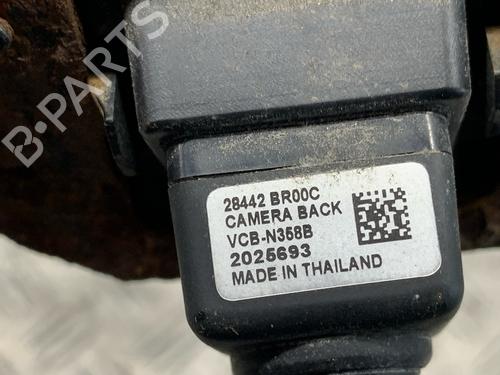 B-PARTS
28442 BR00C
CAMERA BACK
VCB-N358B
2025693
MADE IN THAILAND